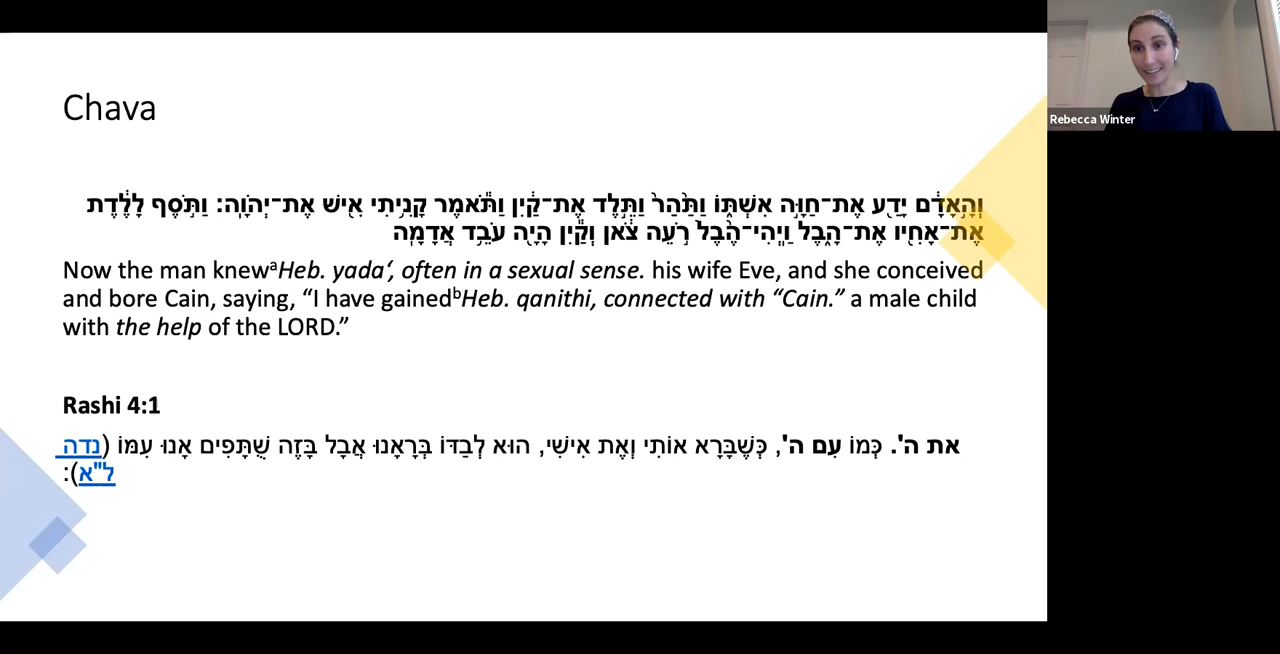 Chava
וְהָ֣אָדָ֔ם יָדַ֖ע אֶת־חַוָּ֣ה אִשְׁתּ֑וֹ וַתַּ֙הַר֙ וַתֵּ֣לֶד אֶת־קַ֔יִן וַתֹּ֕אמֶר קָנִ֥יתִי אִ֖ישׁ אֶת־יְהֹוָֽה׃ וַתֹּ֣סֶף לָלֶ֔דֶת
אֶת־אָחִ֖יו אֶת־הָ֑בֶל וַֽיְהִי־הֶ֙בֶל֙ רֹ֣עֵה צֹ֔אן וְקַ֕יִן הָיָ֖ה עֹבֵ֥ד אֲדָמָֽה
Now the man knewᵃHeb. yada‘, often in a sexual sense. his wife Eve, and she conceived
and bore Cain, saying, “I have gainedᵇHeb. qanithi, connected with “Cain.” a male child
with the help of the LORD.”
Rashi 4:1
את ה'. כְּמוֹ עִם ה', כְּשֶׁבָּרָא אוֹתִי וְאֶת אִישִׁי, הוּא לְבַדּוֹ בְּרָאָנוּ אֲבָל בָּזֶה שֻׁתָּפִים אָנוּ עִמּוֹ (נדה
ל"א):
Rebecca Winter